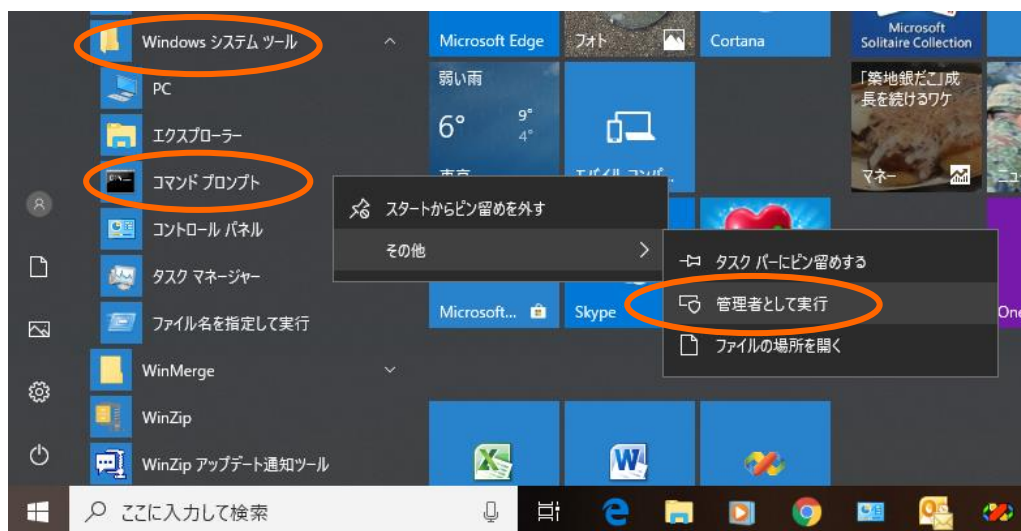 Windows システム ツール
PC
エクスプローラー
コマンド プロンプト
コントロール パネル
タスク マネージャー
ファイル名を指定して実行
WinMerge
WinZip
WinZip アップデート通知ツール
スタートからピン留めを外す
その他
タスク バーにピン留めする
管理者として実行
ファイルの場所を開く
Microsoft Edge
フォト
Cortana
Microsoft
Solitaire Collection
弱い雨
6°
9°
4°
「築地銀だこ」成
長を続けるワケ
マネー
Microsoft...
Skype
ここに入力して検索